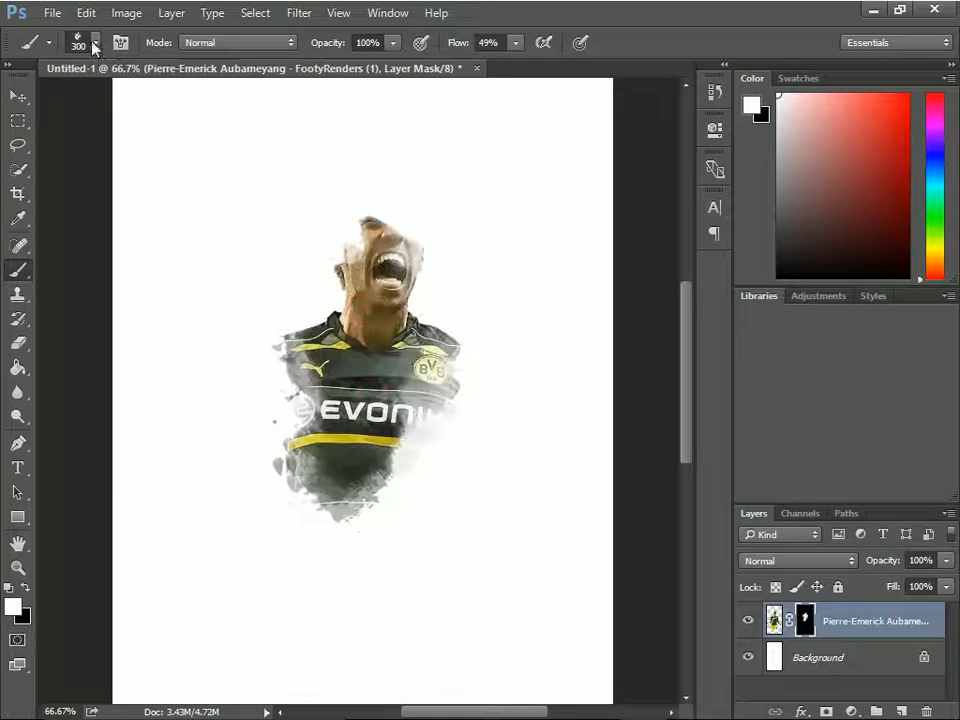 Ps File Edit Image Layer Type Select Filter View Window Help
300 Mode: Normal Opacity: 100% Flow: 49% Essentials
Untitled-1 @ 66.7% (Pierre-Emerick Aubameyang - FootyRenders (1), Layer Mask/8) * ×
Color Swatches
Libraries Adjustments Styles
BVB
09
EVONI
Layers Channels Paths
Kind
Normal Opacity: 100%
Lock: Fill: 100%
Pierre-Emerick Aubame...
Background
66.67% Doc: 3.43M/4.72M